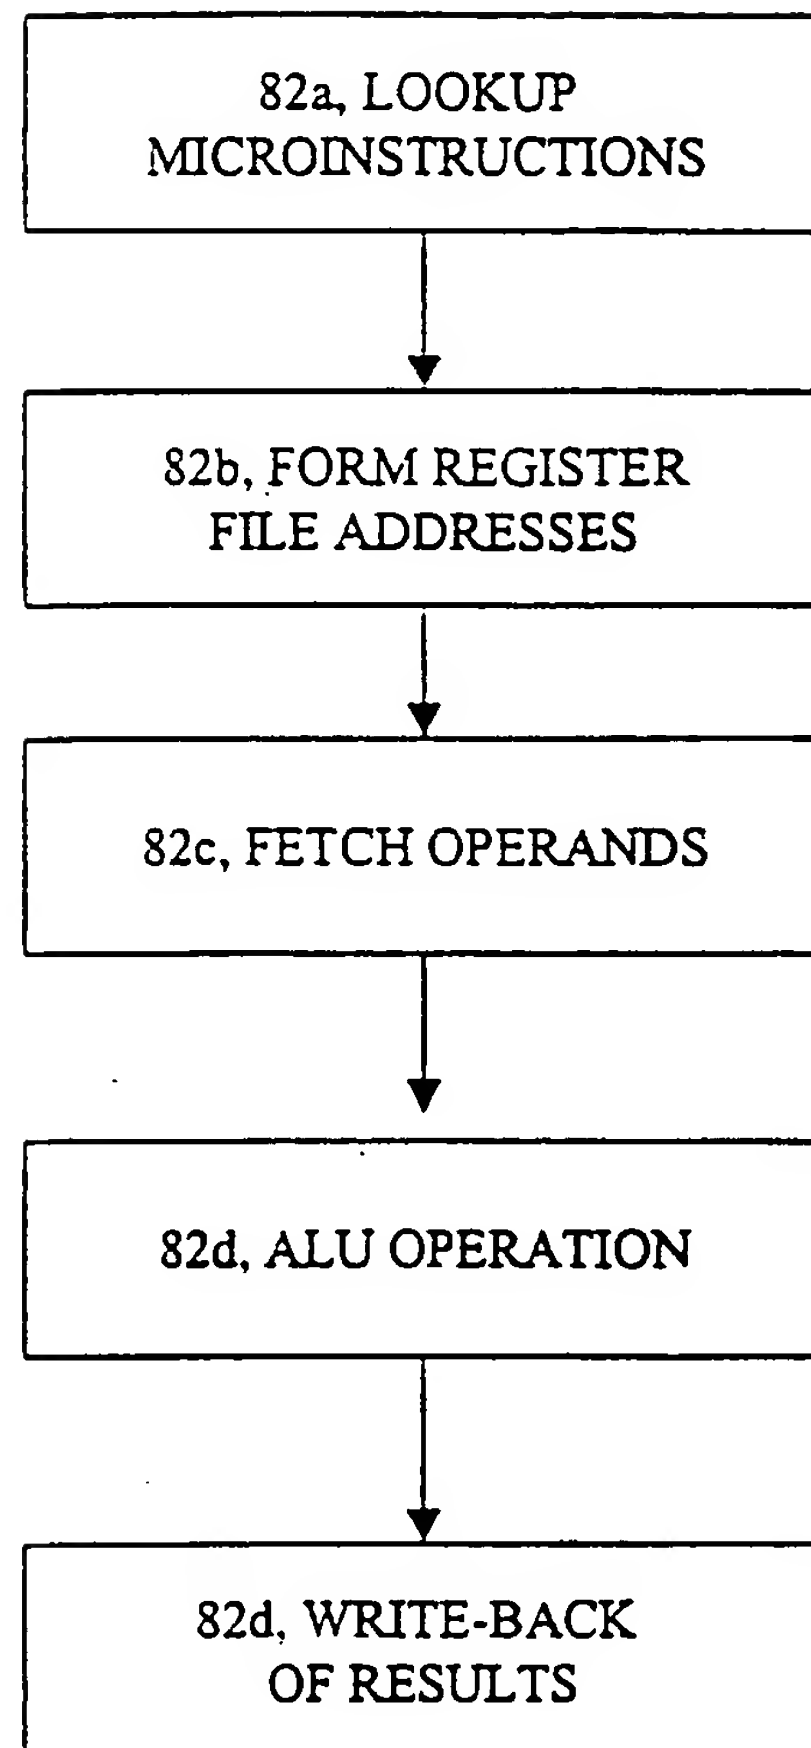 82a, LOOKUP
MICROINSTRUCTIONS
82b, FORM REGISTER
FILE ADDRESSES
82c, FETCH OPERANDS
82d, ALU OPERATION
82d, WRITE-BACK
OF RESULTS